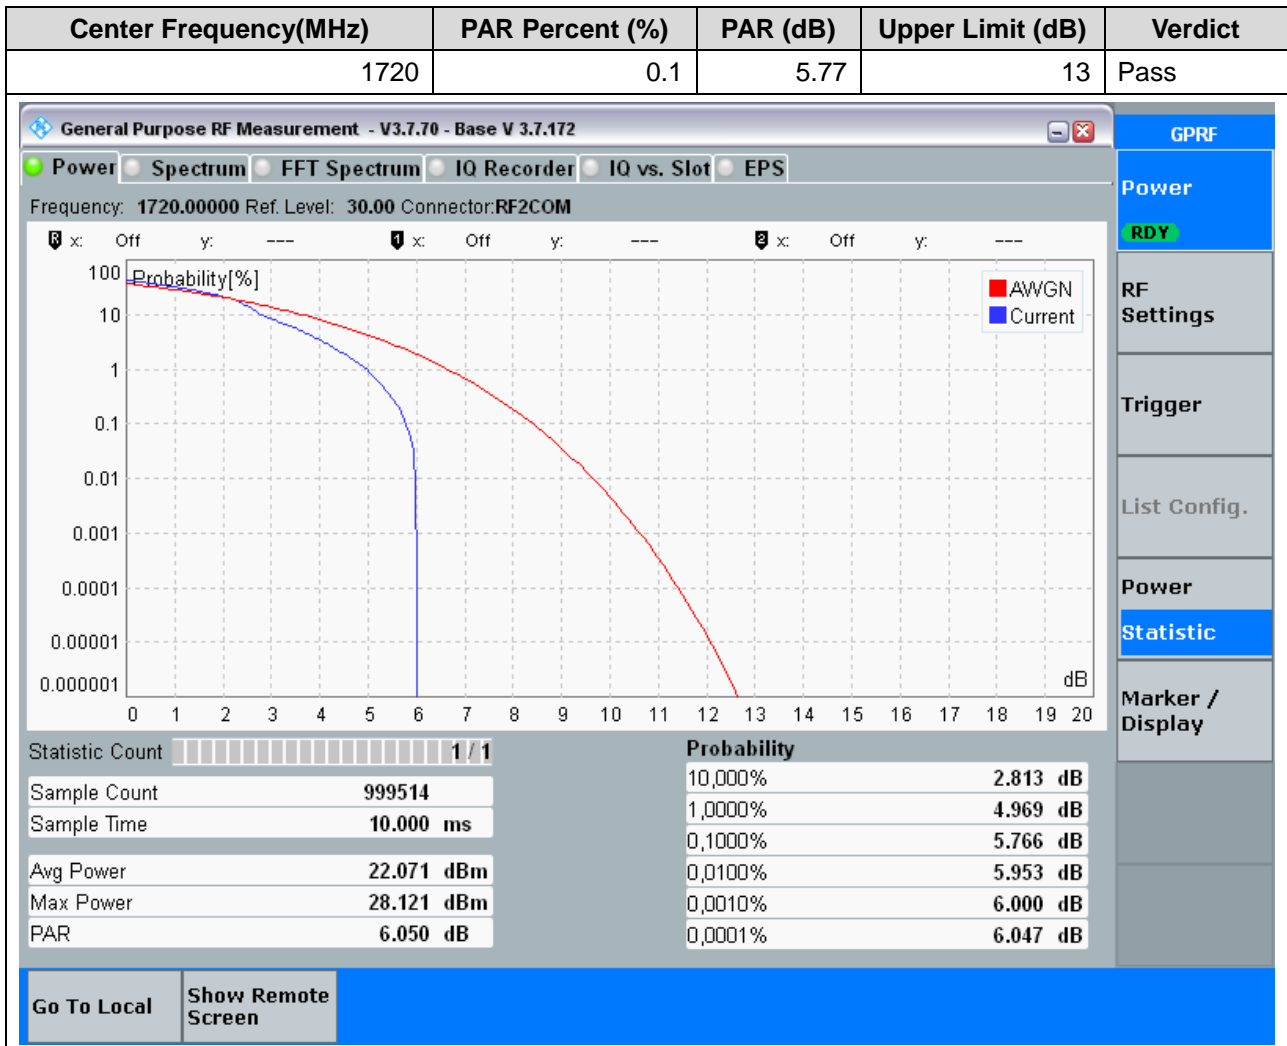 Center Frequency(MHz) PAR Percent (%) PAR (dB) Upper Limit (dB) Verdict
1720 0.1 5.77 13 Pass
General Purpose RF Measurement - V3.7.70 - Base V 3.7.172
GPRF
Power Spectrum FFT Spectrum IQ Recorder IQ vs. Slot EPS
Power
RDY
Frequency: 1720.00000 Ref. Level: 30.00 Connector:RF2COM
R x: Off y: --- 1 x: Off y: --- 2 x: Off y: ---
Probability[%]
100
10
1
0.1
0.01
0.001
0.0001
0.00001
0.000001
AWGN
Current
dB
0 1 2 3 4 5 6 7 8 9 10 11 12 13 14 15 16 17 18 19 20
RF
Settings
Trigger
List Config.
Power
Statistic
Marker /
Display
Statistic Count 1 / 1
Sample Count 999514
Sample Time 10.000 ms
Avg Power 22.071 dBm
Max Power 28.121 dBm
PAR 6.050 dB
Probability
10,000% 2.813 dB
1,0000% 4.969 dB
0,1000% 5.766 dB
0,0100% 5.953 dB
0,0010% 6.000 dB
0,0001% 6.047 dB
Go To Local
Show Remote
Screen